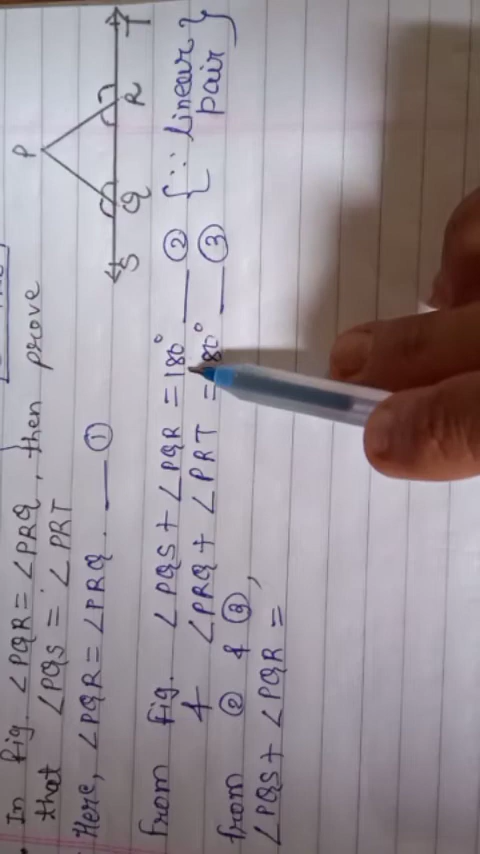 In fig. ∠PQR = ∠PRQ, then prove
that ∠PQS = ∠PRT
P
S Q R T
Here, ∠PQR = ∠PRQ. — ①
from fig. ∠PQS + ∠PQR = 180° — ②
& ∠PRQ + ∠PRT = 180° — ③
{∵ linear pair}
from ② & ③,
∠PQS + ∠PQR =